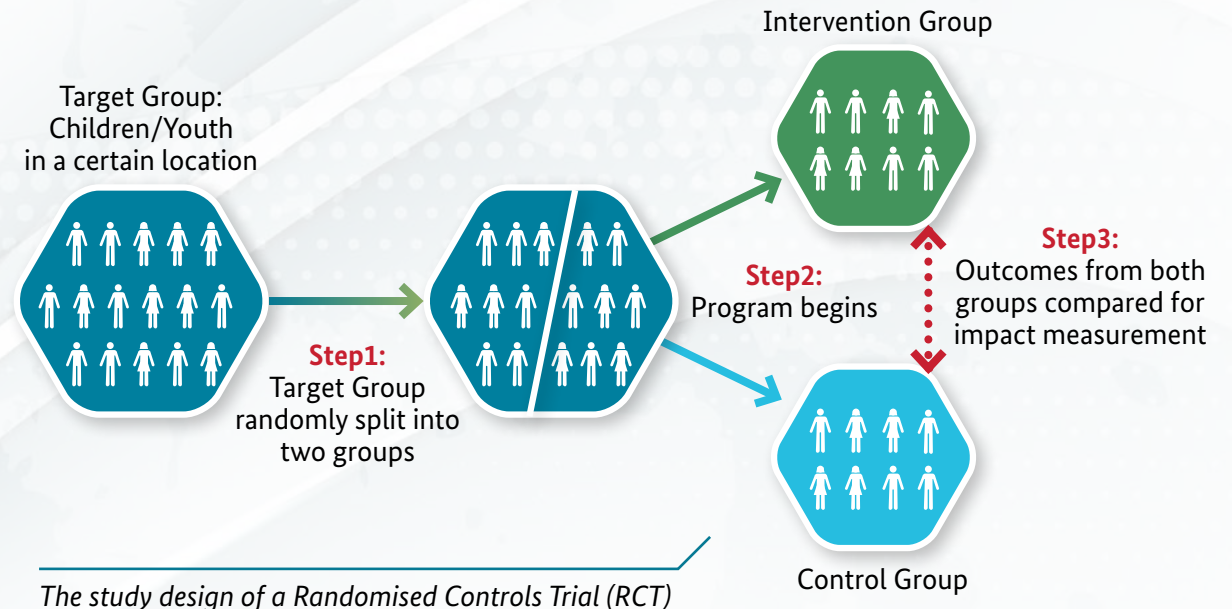 Target Group:
Children/Youth
in a certain location
Step1:
Target Group
randomly split into
two groups
Intervention Group
Step2:
Program begins
Step3:
Outcomes from both
groups compared for
impact measurement
Control Group
The study design of a Randomised Controls Trial (RCT)